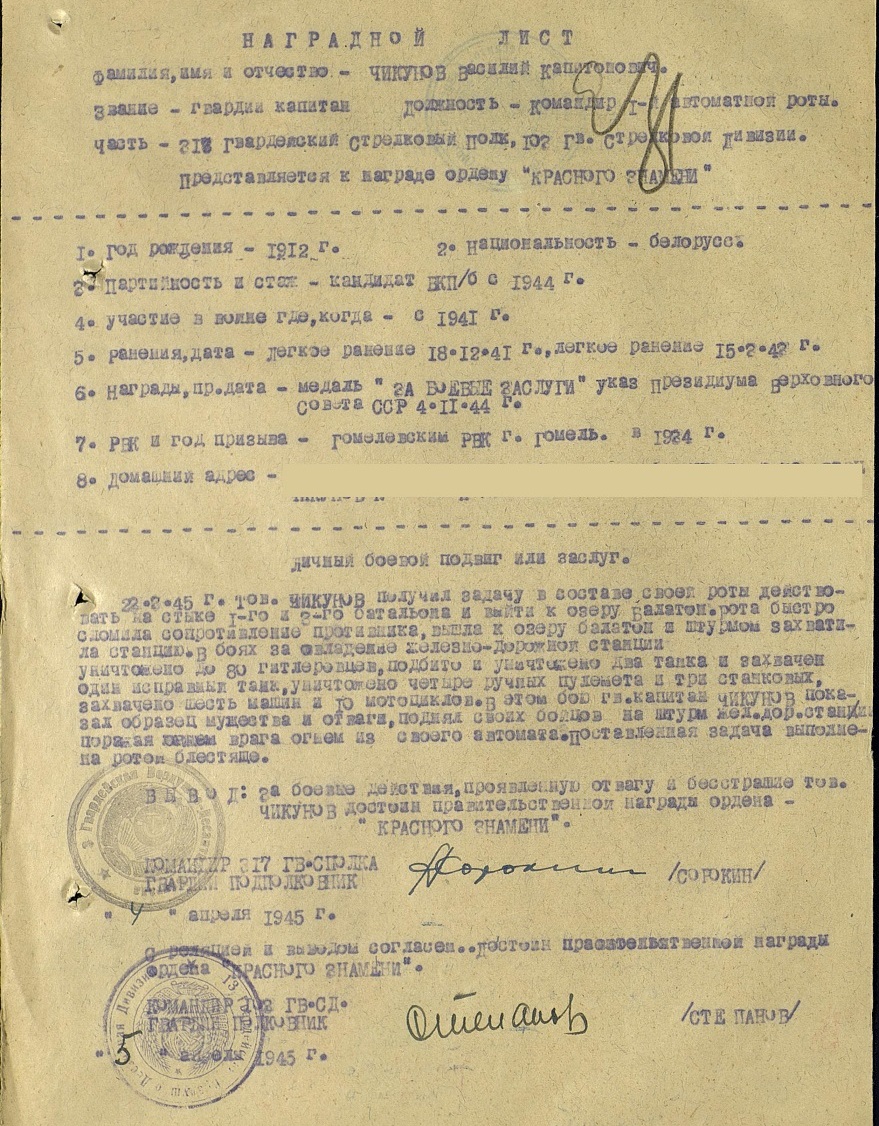 НАГРАДНОЙ ЛИСТ
Фамилия,имя и отчество - ЧИКУНОВ Василий Капитонович.
Звание - гвардии капитан Должность - Командир I-й автоматной роты.
Часть - 317 Гвардейский Стрелковый Полк, 103 Гв. Стрелковой Дивизии.
Представляется к награде ордену "КРАСНОГО ЗНАМЕНИ"
1. Год рождения - 1912 г. 2. Национальность - белорусс.
3. Партийность и стаж - кандидат ВКП/б с 1944 г.
4. участие в войне где,когда - с 1941 г.
5. ранения,дата - легкое ранение 18.12.41 г.,легкое ранение 15.3.43 г.
6. Награды,пр.дата - медаль " ЗА БОЕВЫЕ ЗАСЛУГИ" указ Президиума Верховного
Совета ССР 4.II.44 г.
7. РВК и год призыва - Гомелевским РВК г. Гомель. в 1934 г.
8. Домашний адрес -
Личный боевой подвиг или заслуг.
22.3.45 г. тов. ЧИКУНОВ получил задачу в составе своей роты действо-
вать на стыке I-го и 3-го батальона и выйти к озеру Балатон.рота быстро
сломила сопротивление противника,вышла к озеру балатон и штурмом захвати-
ла станцию.В боях за овладение железно-дорожной станции
уничтожено до 80 гитлеровцев,подбито и уничтожено два танка и захвачен
один исправный танк,уничтожено четыре ручных пулемета и три станковых,
захвачено шесть машин и 10 мотоциклов.В этом бою гв.капитан ЧИКУНОВ пока-
зал образец мужества и отваги,поднял своих бойцов на штурм жел.дор.станции
поражая врага огнем из своего автомата.Поставленная задача выполне-
на ротой блестяще.
ВЫВОД: за боевые действия,проявленную отвагу и бесстрашие тов.
ЧИКУНОВ достоин правительственной награды ордена -
" КРАСНОГО ЗНАМЕНИ".
КОМАНДИР 317 ГВ.СПОЛКА
ГВАРДИИ ПОДПОЛКОВНИК /СОРОКИН/
" 4 " апреля 1945 г.
С реляцией и выводом согласен..достоин правительственной награды
ордена "КРАСНОГО ЗНАМЕНИ".
КОМАНДИР 103 ГВ.СД.
ГВАРДИИ ПОЛКОВНИК Степанов /СТЕПАНОВ/
" 5 " апреля 1945 г.